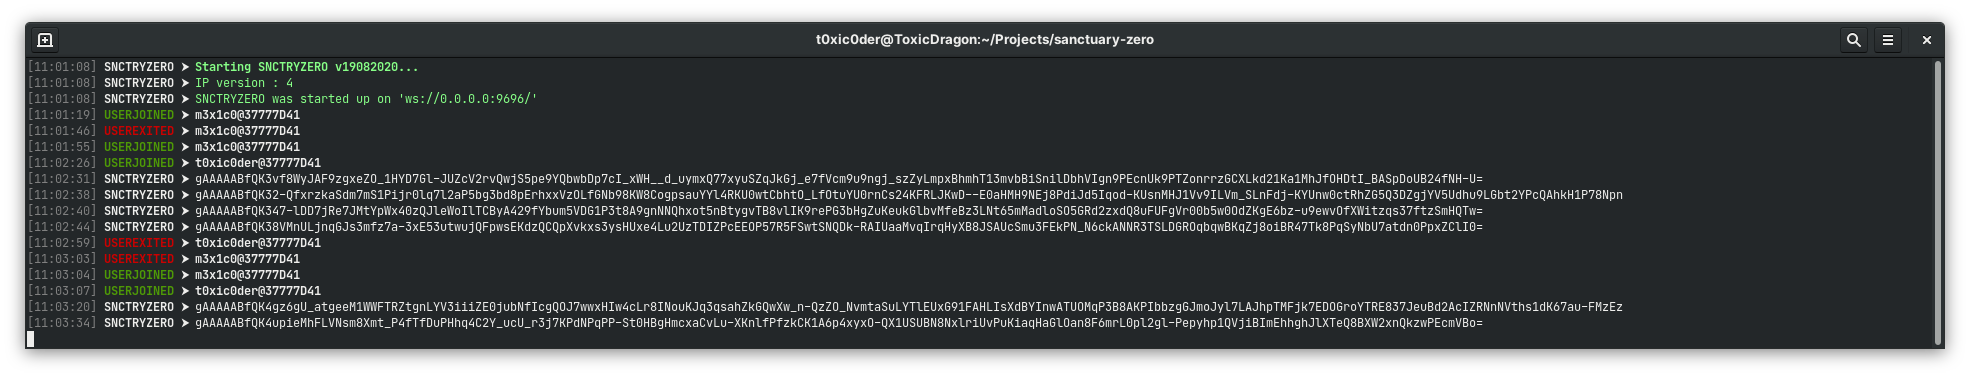 t0xic0der@ToxicDragon:~/Projects/sanctuary-zero
[11:01:08] SNCTRYZERO ➤ Starting SNCTRYZERO v19082020...
[11:01:08] SNCTRYZERO ➤ IP version : 4
[11:01:08] SNCTRYZERO ➤ SNCTRYZERO was started up on 'ws://0.0.0.0:9696/'
[11:01:19] USERJOINED ➤ m3x1c0@37777D41
[11:01:46] USEREXITED ➤ m3x1c0@37777D41
[11:01:55] USERJOINED ➤ m3x1c0@37777D41
[11:02:26] USERJOINED ➤ t0xic0der@37777D41
[11:02:31] SNCTRYZERO ➤ gAAAAABfQK3vf8WyJAF9zgxeZO_1HYD7Gl-JUZcV2rvQwjS5pe9YQbwbDp7cI_xWH__d_uymxQ77xyuSZqJkGj_e7fVcm9u9ngj_szZyLmpxBhmhT13mvbBiSnilDbhVIgn9PEcnUk9PTZonrrzGCXLkd21Ka1MhJfOHDtI_BASpDoUB24fNH-U=
[11:02:38] SNCTRYZERO ➤ gAAAAABfQK32-QfxrzkaSdm7mS1Pijr0lq7l2aP5bg3bd8pErhxxVzOLfGNb98KW8CogpsauYYl4RKU0wtCbhtO_LfOtuYU0rnCs24KFRLJKwD--E0aHMH9NEj8PdiJd5Iqod-KUsnMHJ1Vv9ILVm_SLnFdj-KYUnw0ctRhZG5Q3DZgjYV5Udhu9LGbt2YPcQAhkH1P78Npn
[11:02:40] SNCTRYZERO ➤ gAAAAABfQK347-lDD7jRe7JMtYpWx40zQJleWoIlTCByA429fYbum5VDG1P3t8A9gnNNQhxot5nBtygvTB8vlIK9rePG3bHgZuKeukGlbvMfeBz3LNt65mMadloSO5GRd2zxdQ8uFUFgVr00b5w0OdZKgE6bz-u9ewvOfXWitzqs37ftzSmHQTw=
[11:02:44] SNCTRYZERO ➤ gAAAAABfQK38VMnULjnqGJs3mfz7a-3xE53utwujQFpwsEKdzQCQpXvkxs3ysHUxe4Lu2UzTDIZPcEEOP57R5FSwtSNQDk-RAIUaaMvqIrqHyXB8JSAUcSmu3FEkPN_N6ckANNR3TSLDGROqbqwBKqZj8oiBR47Tk8PqSyNbU7atdn0PpxZClI0=
[11:02:59] USEREXITED ➤ t0xic0der@37777D41
[11:03:03] USEREXITED ➤ m3x1c0@37777D41
[11:03:04] USERJOINED ➤ m3x1c0@37777D41
[11:03:07] USERJOINED ➤ t0xic0der@37777D41
[11:03:20] SNCTRYZERO ➤ gAAAAABfQK4gz6gU_atgeeM1WWFTRZtgnLYV3iiiZE0jubNfIcgQOJ7wwxHIw4cLr8INouKJq3qsahZkGQwXw_n-QzZO_NvmtaSuLYTlEUxG91FAHLIsXdBYInwATUOMqP3B8AKPIbbzgGJmoJyl7LAJhpTMFjk7EDOGroYTRE837JeuBd2AcIZRNnNVths1dK67au-FMzEz
[11:03:34] SNCTRYZERO ➤ gAAAAABfQK4upieMhFLVNsm8Xmt_P4fTfDuPHhq4C2Y_ucU_r3j7KPdNPqPP-St0HBgHmcxaCvLu-XKnlfPfzkCK1A6p4xyxO-QX1USUBN8NxlriUvPuKiaqHaGlOan8F6mrL0pl2gl-Pepyhp1QVjiBImEhhghJlXTeQ8BXW2xnQkzwPEcmVBo=